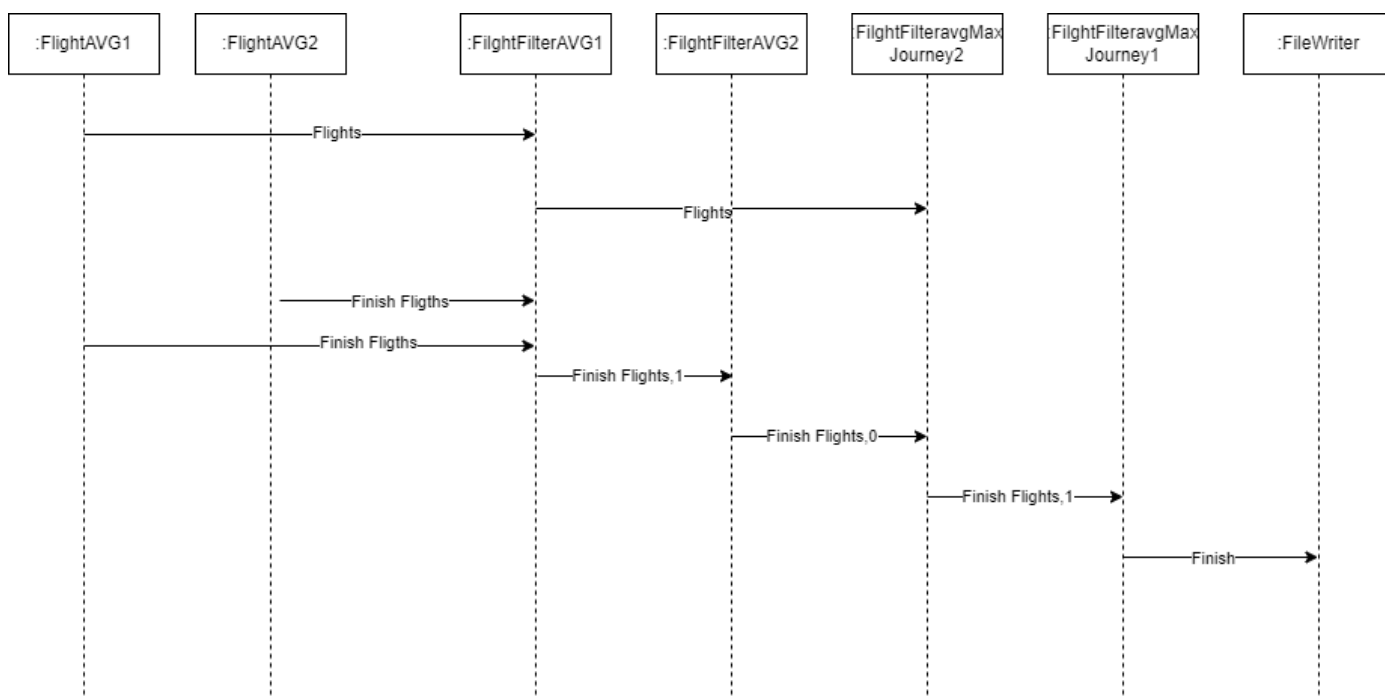 :FlightAVG1
:FlightAVG2
:FilghtFilterAVG1
:FilghtFilterAVG2
:FilghtFilteravgMax
Journey2
:FilghtFilteravgMax
Journey1
:FileWriter
Flights
Flights
Finish Fligths
Finish Fligths
Finish Flights,1
Finish Flights,0
Finish Flights,1
Finish